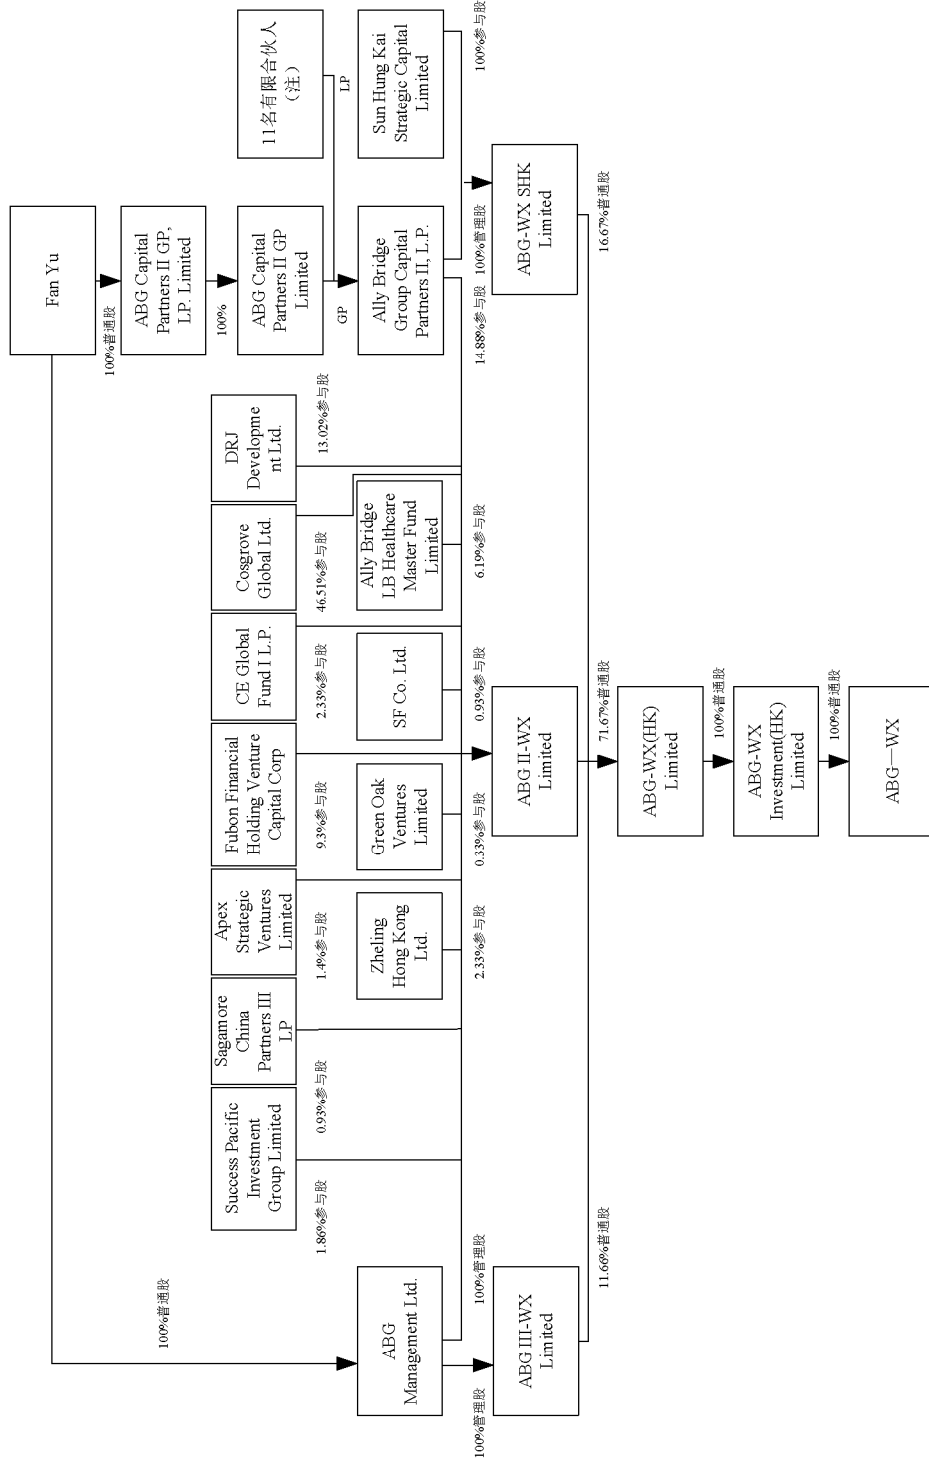 Fan Yu
100%普通股
100%普通股
ABG Capital
Partners II GP,
LP. Limited
100%
ABG Capital
Partners II GP
Limited
11名有限合伙人
（注）
GP
LP
Success Pacific
Investment
Group Limited
Sagamore
China
Partners III
LP
Apex
Strategic
Ventures
Limited
Fubon Financial
Holding Venture
Capital Corp
CE Global
Fund I L.P.
Cosgrove
Global Ltd.
DRJ
Developme
nt Ltd.
1.86%参与股
0.93%参与股
1.4%参与股
9.3%参与股
2.33%参与股
46.51%参与股
13.02%参与股
ABG
Management Ltd.
Zheling
Hong Kong
Ltd.
Green Oak
Ventures
Limited
SF Co. Ltd.
Ally Bridge
LB Healthcare
Master Fund
Limited
Ally Bridge
Group Capital
Partners II, L.P.
Sun Hung Kai
Strategic Capital
Limited
100%管理股
100%管理股
2.33%参与股
0.33%参与股
0.93%参与股
6.19%参与股
14.88%参与股
100%管理股
100%参与股
ABG III-WX
Limited
ABG II-WX
Limited
ABG-WX SHK
Limited
11.66%普通股
71.67%普通股
16.67%普通股
ABG-WX(HK)
Limited
100%普通股
ABG-WX
Investment(HK)
Limited
100%普通股
ABG—WX